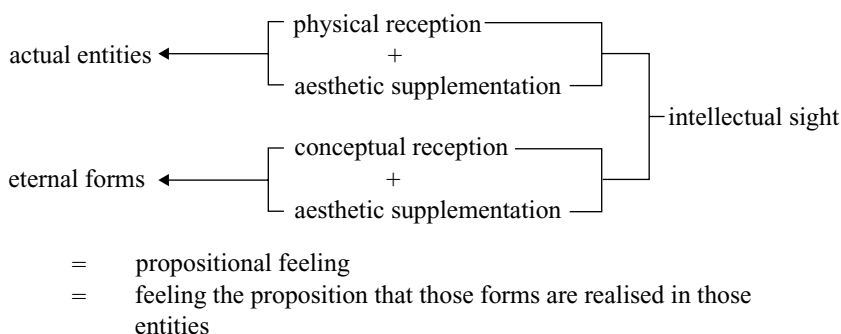 physical reception
actual entities
+
aesthetic supplementation
intellectual sight
conceptual reception
eternal forms
+
aesthetic supplementation
= propositional feeling
= feeling the proposition that those forms are realised in those
entities